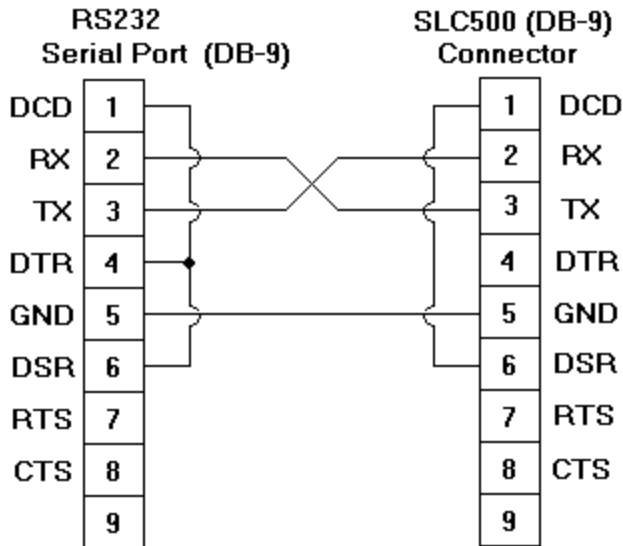 RS232 SLC500 (DB-9)
Serial Port (DB-9) Connector
DCD 1 1 DCD
RX 2 2 RX
TX 3 3 TX
DTR 4 4 DTR
GND 5 5 GND
DSR 6 6 DSR
RTS 7 7 RTS
CTS 8 8 CTS
9 9